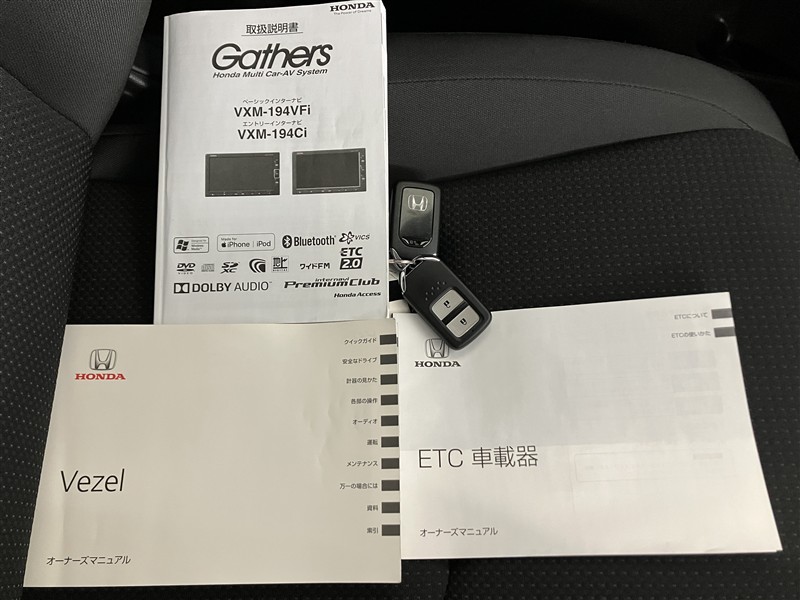 HONDA
The Power of Dreams
取扱説明書
Gathers
Honda Multi Car-AV System
ベーシックインターナビ
VXM-194VFi
エントリーインターナビ
VXM-194Ci
Made for
iPhone | iPod
Bluetooth
VICS
DVD
VIDEO
SD
XC
ワイドFM
ETC
2.0
DOLBY AUDIO
internavi
Premium Club
Honda Access
HONDA
Vezel
オーナーズマニュアル
クイックガイド
安全なドライブ
計器の見かた
各部の操作
オーディオ
運転
メンテナンス
万一の場合には
資料
索引
HONDA
ETC 車載器
オーナーズマニュアル
ETCについて
ETCの使いかた